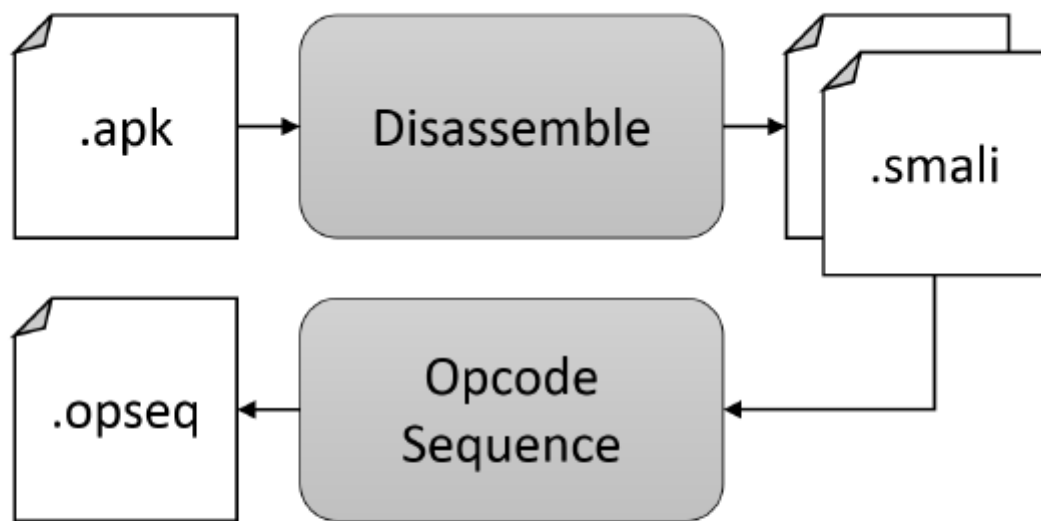 .apk
Disassemble
.smali
.opseq
Opcode
Sequence